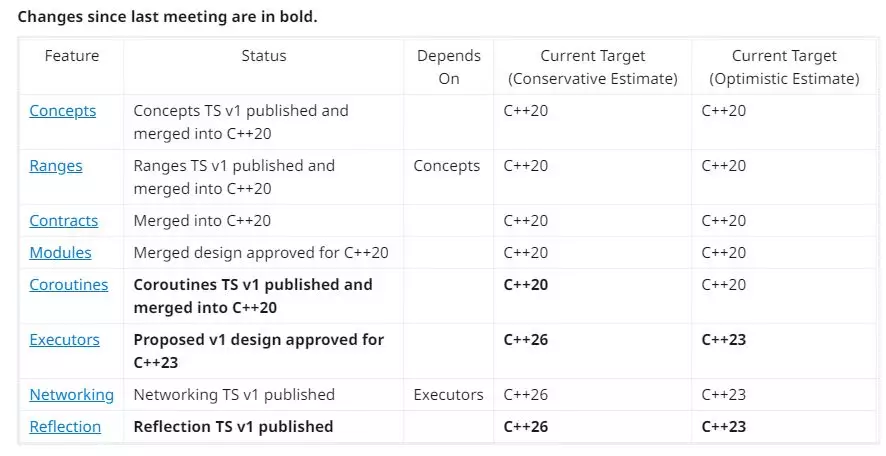 Changes since last meeting are in bold.
Feature Status Depends On Current Target (Conservative Estimate) Current Target (Optimistic Estimate)
Concepts Concepts TS v1 published and merged into C++20 C++20 C++20
Ranges Ranges TS v1 published and merged into C++20 Concepts C++20 C++20
Contracts Merged into C++20 C++20 C++20
Modules Merged design approved for C++20 C++20 C++20
Coroutines Coroutines TS v1 published and merged into C++20 C++20 C++20
Executors Proposed v1 design approved for C++23 C++26 C++23
Networking Networking TS v1 published Executors C++26 C++23
Reflection Reflection TS v1 published C++26 C++23